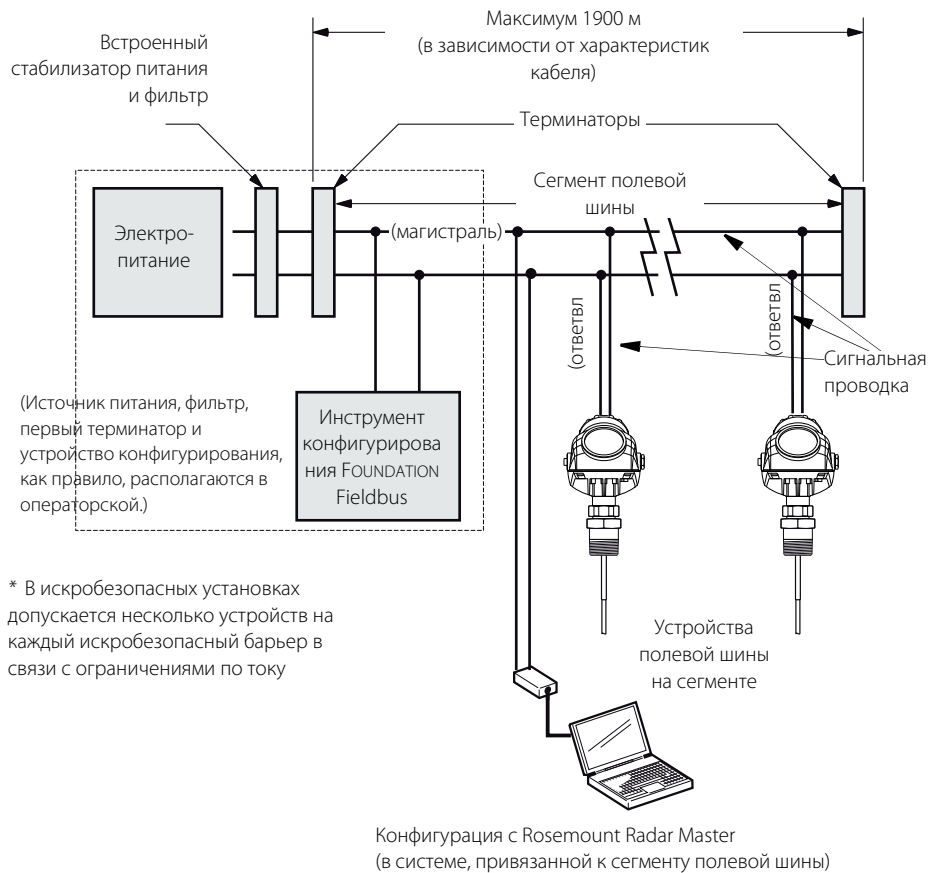 Максимум 1900 м
(в зависимости от характеристик
кабеля)
Встроенный
стабилизатор питания
и фильтр
Терминаторы
Сегмент полевой
шины
Электро-
питание
(магистраль)
(ответвл
(ответвл
Сигнальная
проводка
(Источник питания, фильтр,
первый терминатор и
устройство конфигурирования,
как правило, располагаются в
операторской.)
Инструмент
конфигурирова
ния FOUNDATION
Fieldbus
* В искробезопасных установках
допускается несколько устройств на
каждый искробезопасный барьер в
связи с ограничениями по току
Устройства
полевой шины
на сегменте
Конфигурация с Rosemount Radar Master
(в системе, привязанной к сегменту полевой шины)